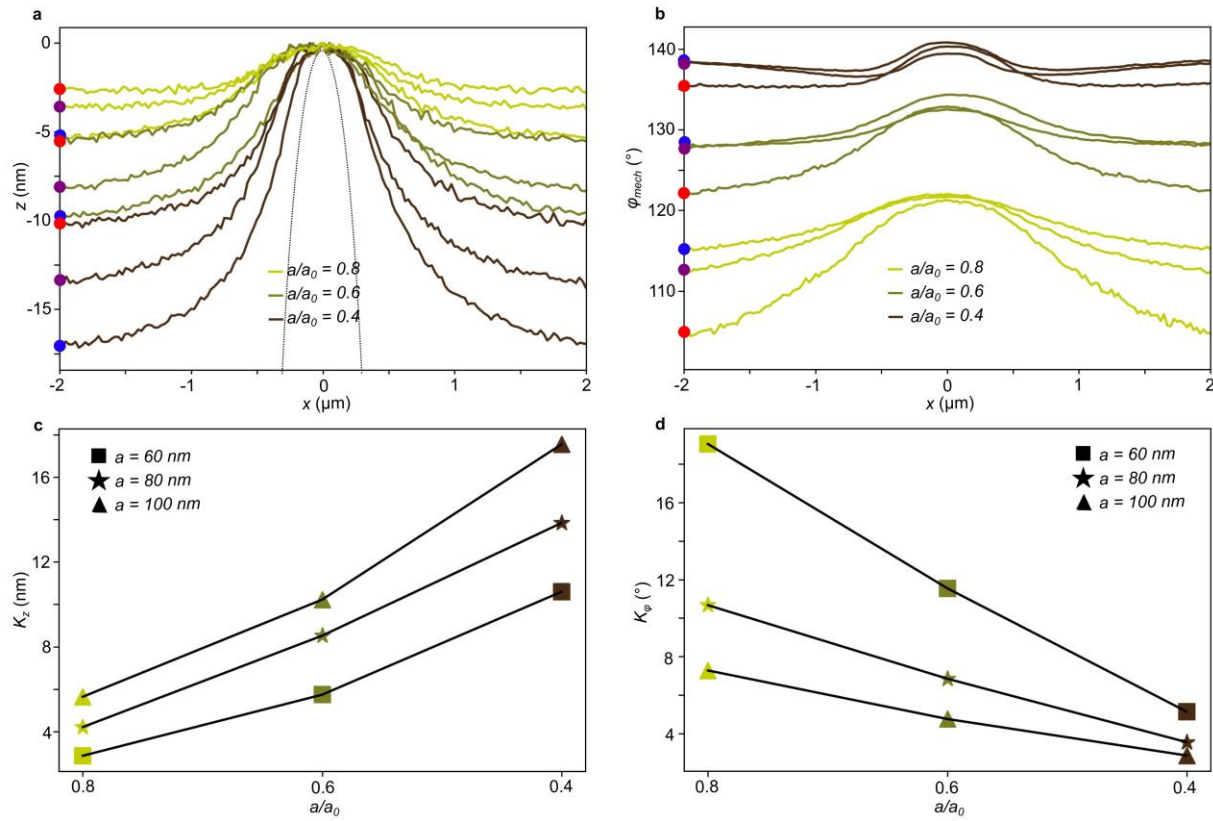 a
0
-5
-10
-15
z (nm)
a/a0 = 0.8
a/a0 = 0.6
a/a0 = 0.4
-2
-1
0
1
2
x (µm)
b
140
130
120
110
φmech (°)
a/a0 = 0.8
a/a0 = 0.6
a/a0 = 0.4
-2
-1
0
1
2
x (µm)
c
16
12
8
4
Kz (nm)
a = 60 nm
a = 80 nm
a = 100 nm
0.8
0.6
0.4
a/a0
d
16
12
8
4
Kφ (°)
a = 60 nm
a = 80 nm
a = 100 nm
0.8
0.6
0.4
a/a0